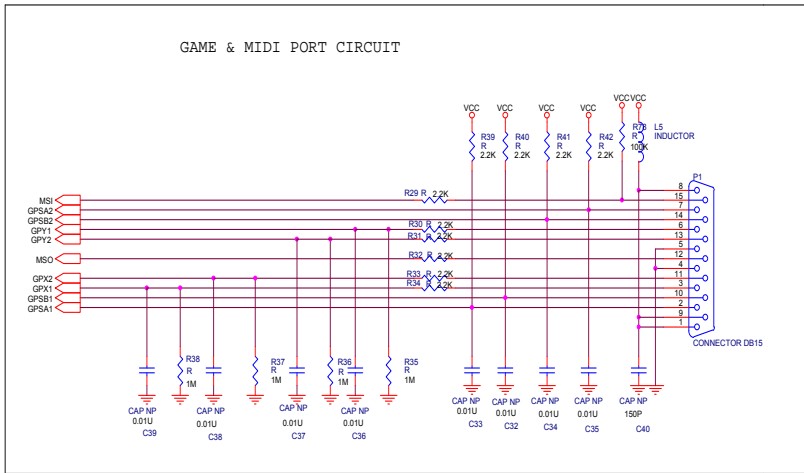 GAME & MIDI PORT CIRCUIT
VCC VCC VCC VCC VCC VCC
R39 R 2.2K
R40 R 2.2K
R41 R 2.2K
R42 R 2.2K
R78 R 100K
L5 INDUCTOR
P1
MSI R29 R 2.2K 8
15
GPSA2 7
GPSB2 14
GPY1 R30 R 2.2K 6
GPY2 R31 R 2.2K 13
5
MSO R32 R 2.2K 12
4
GPX2 R33 R 2.2K 11
GPX1 R34 R 2.2K 3
GPSB1 10
GPSA1 2
9
1
CONNECTOR DB15
R38 R 1M
R37 R 1M
R36 R 1M
R35 R 1M
CAP NP 0.01U C39
CAP NP 0.01U C38
CAP NP 0.01U C37
CAP NP 0.01U C36
CAP NP 0.01U C33
CAP NP 0.01U C32
CAP NP 0.01U C34
CAP NP 0.01U C35
CAP NP 150P C40